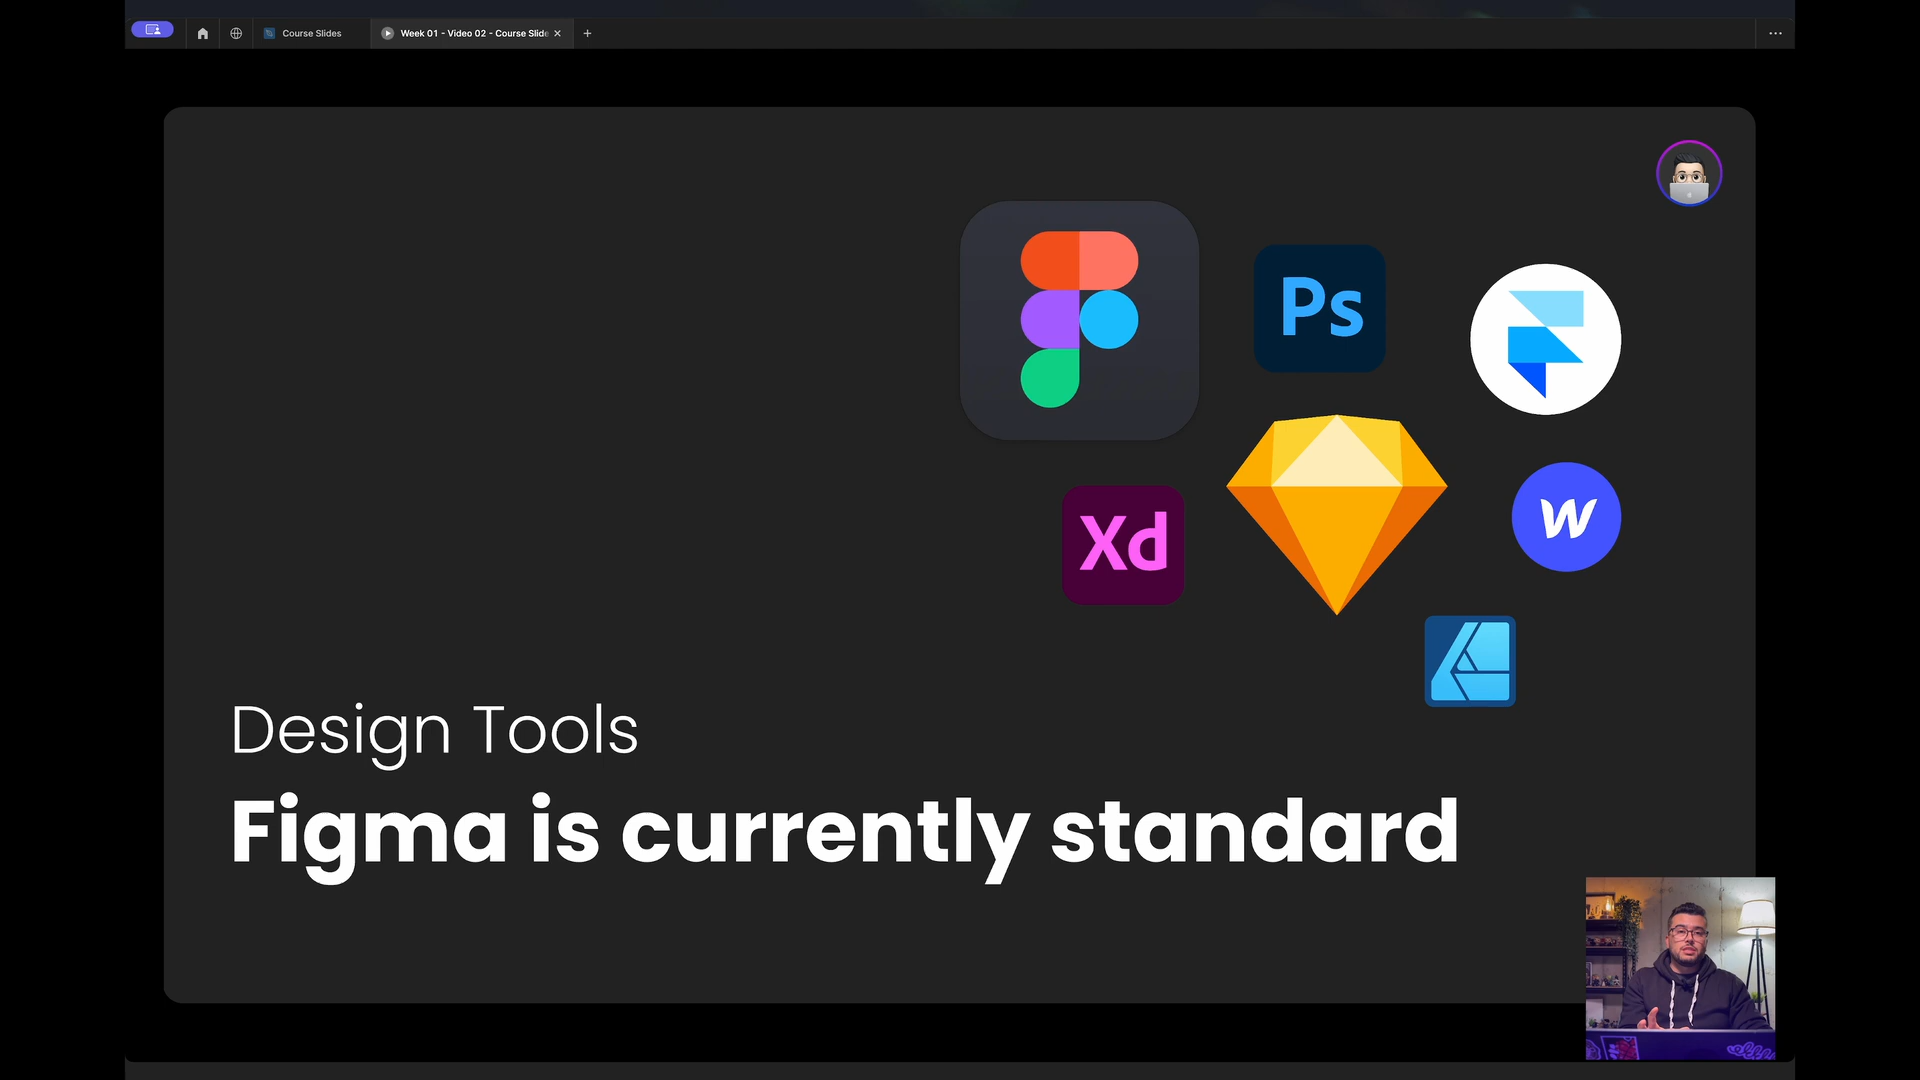 Course Slides
Week 01 - Video 02 - Course Slide
Ps
Xd
W
Design Tools
Figma is currently standard